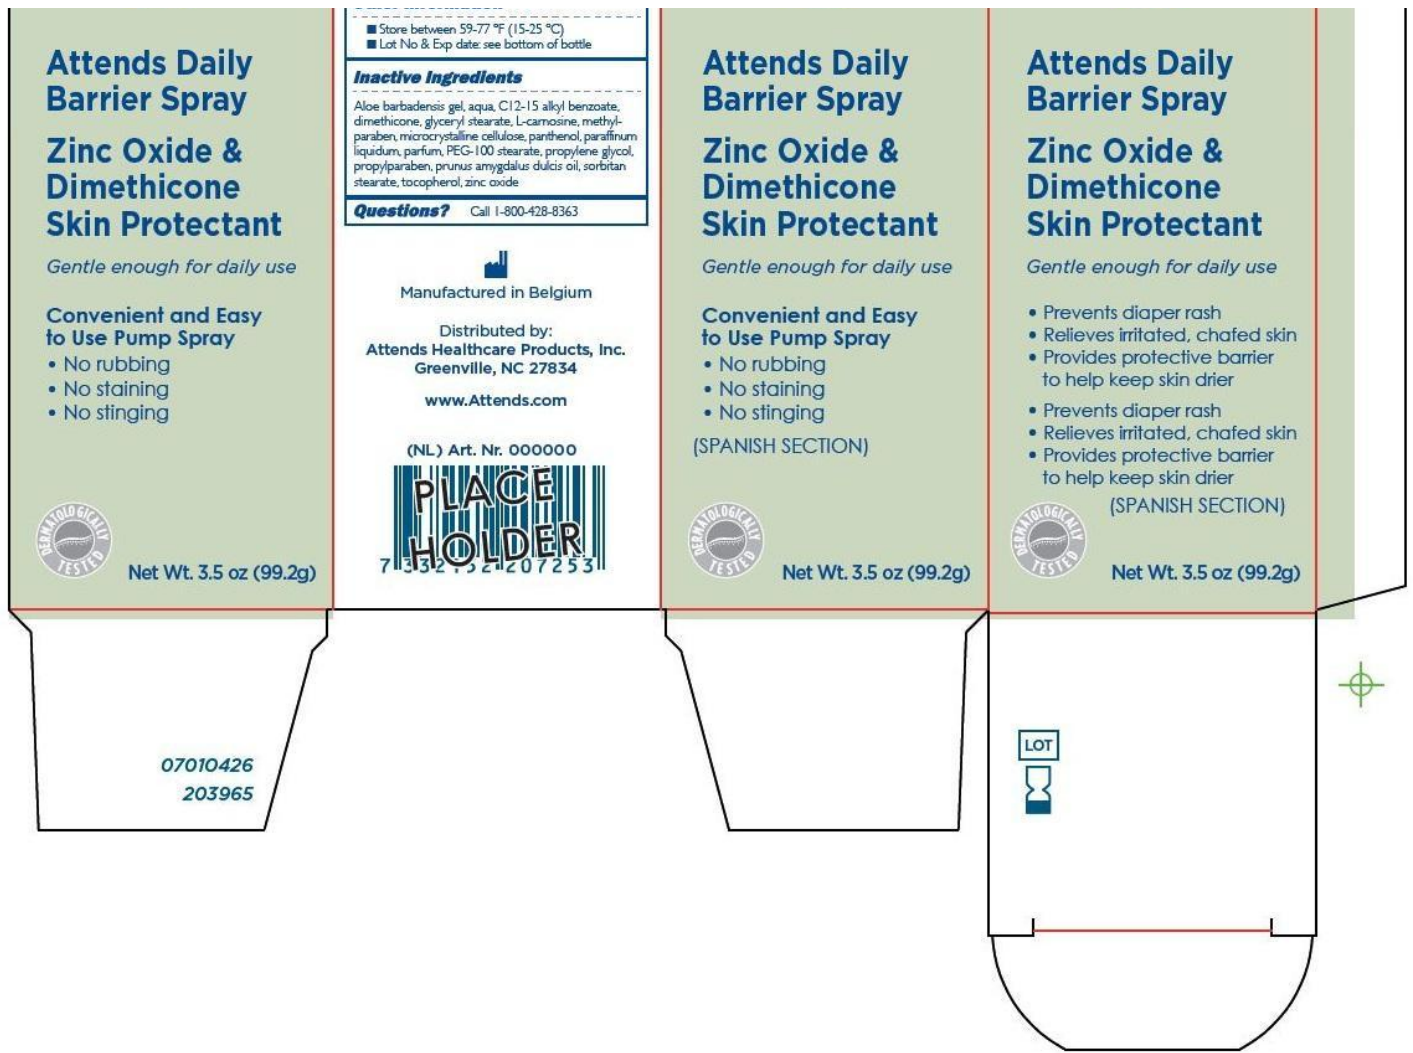 Attends Daily
Barrier Spray
Zinc Oxide &
Dimethicone
Skin Protectant
Gentle enough for daily use
Convenient and Easy
to Use Pump Spray
• No rubbing
• No staining
• No stinging
DERMATOLOGICALLY
TESTED
Net Wt. 3.5 oz (99.2g)
07010426
203965
■ Store between 59-77 °F (15-25 °C)
■ Lot No & Exp date: see bottom of bottle
Inactive Ingredients
Aloe barbadensis gel, aqua, C12-15 alkyl benzoate,
dimethicone, glyceryl stearate, L-carnosine, methyl-
paraben, microcrystalline cellulose, panthenol, paraffinum
liquidum, parfum, PEG-100 stearate, propylene glycol,
propylparaben, prunus amygdalus dulcis oil, sorbitan
stearate, tocopherol, zinc oxide
Questions? Call 1-800-428-8363
Manufactured in Belgium
Distributed by:
Attends Healthcare Products, Inc.
Greenville, NC 27834
www.Attends.com
(NL) Art. Nr. 000000
PLACE
HOLDER
207253
Attends Daily
Barrier Spray
Zinc Oxide &
Dimethicone
Skin Protectant
Gentle enough for daily use
Convenient and Easy
to Use Pump Spray
• No rubbing
• No staining
• No stinging
(SPANISH SECTION)
DERMATOLOGICALLY
TESTED
Net Wt. 3.5 oz (99.2g)
Attends Daily
Barrier Spray
Zinc Oxide &
Dimethicone
Skin Protectant
Gentle enough for daily use
• Prevents diaper rash
• Relieves irritated, chafed skin
• Provides protective barrier
to help keep skin drier
• Prevents diaper rash
• Relieves irritated, chafed skin
• Provides protective barrier
to help keep skin drier
(SPANISH SECTION)
DERMATOLOGICALLY
TESTED
Net Wt. 3.5 oz (99.2g)
LOT